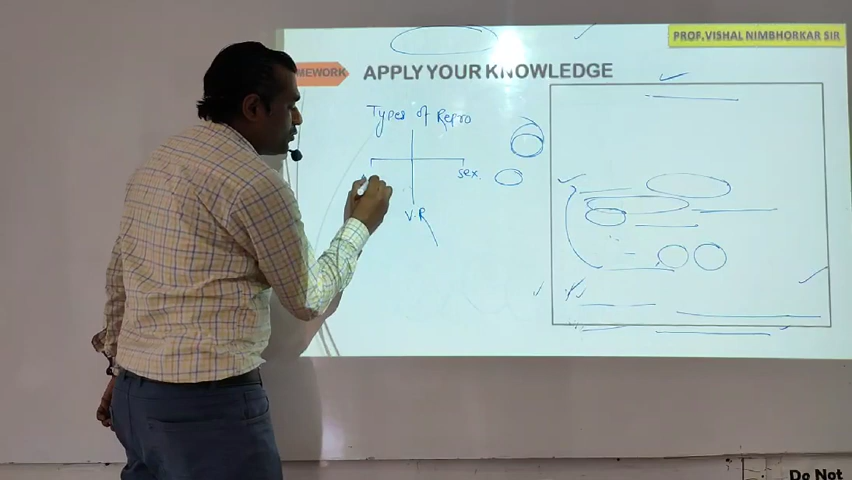 PROF.VISHAL NIMBHORKAR SIR
MEWORK
APPLY YOUR KNOWLEDGE
Types of Repro
sex.
V.R
Do Not